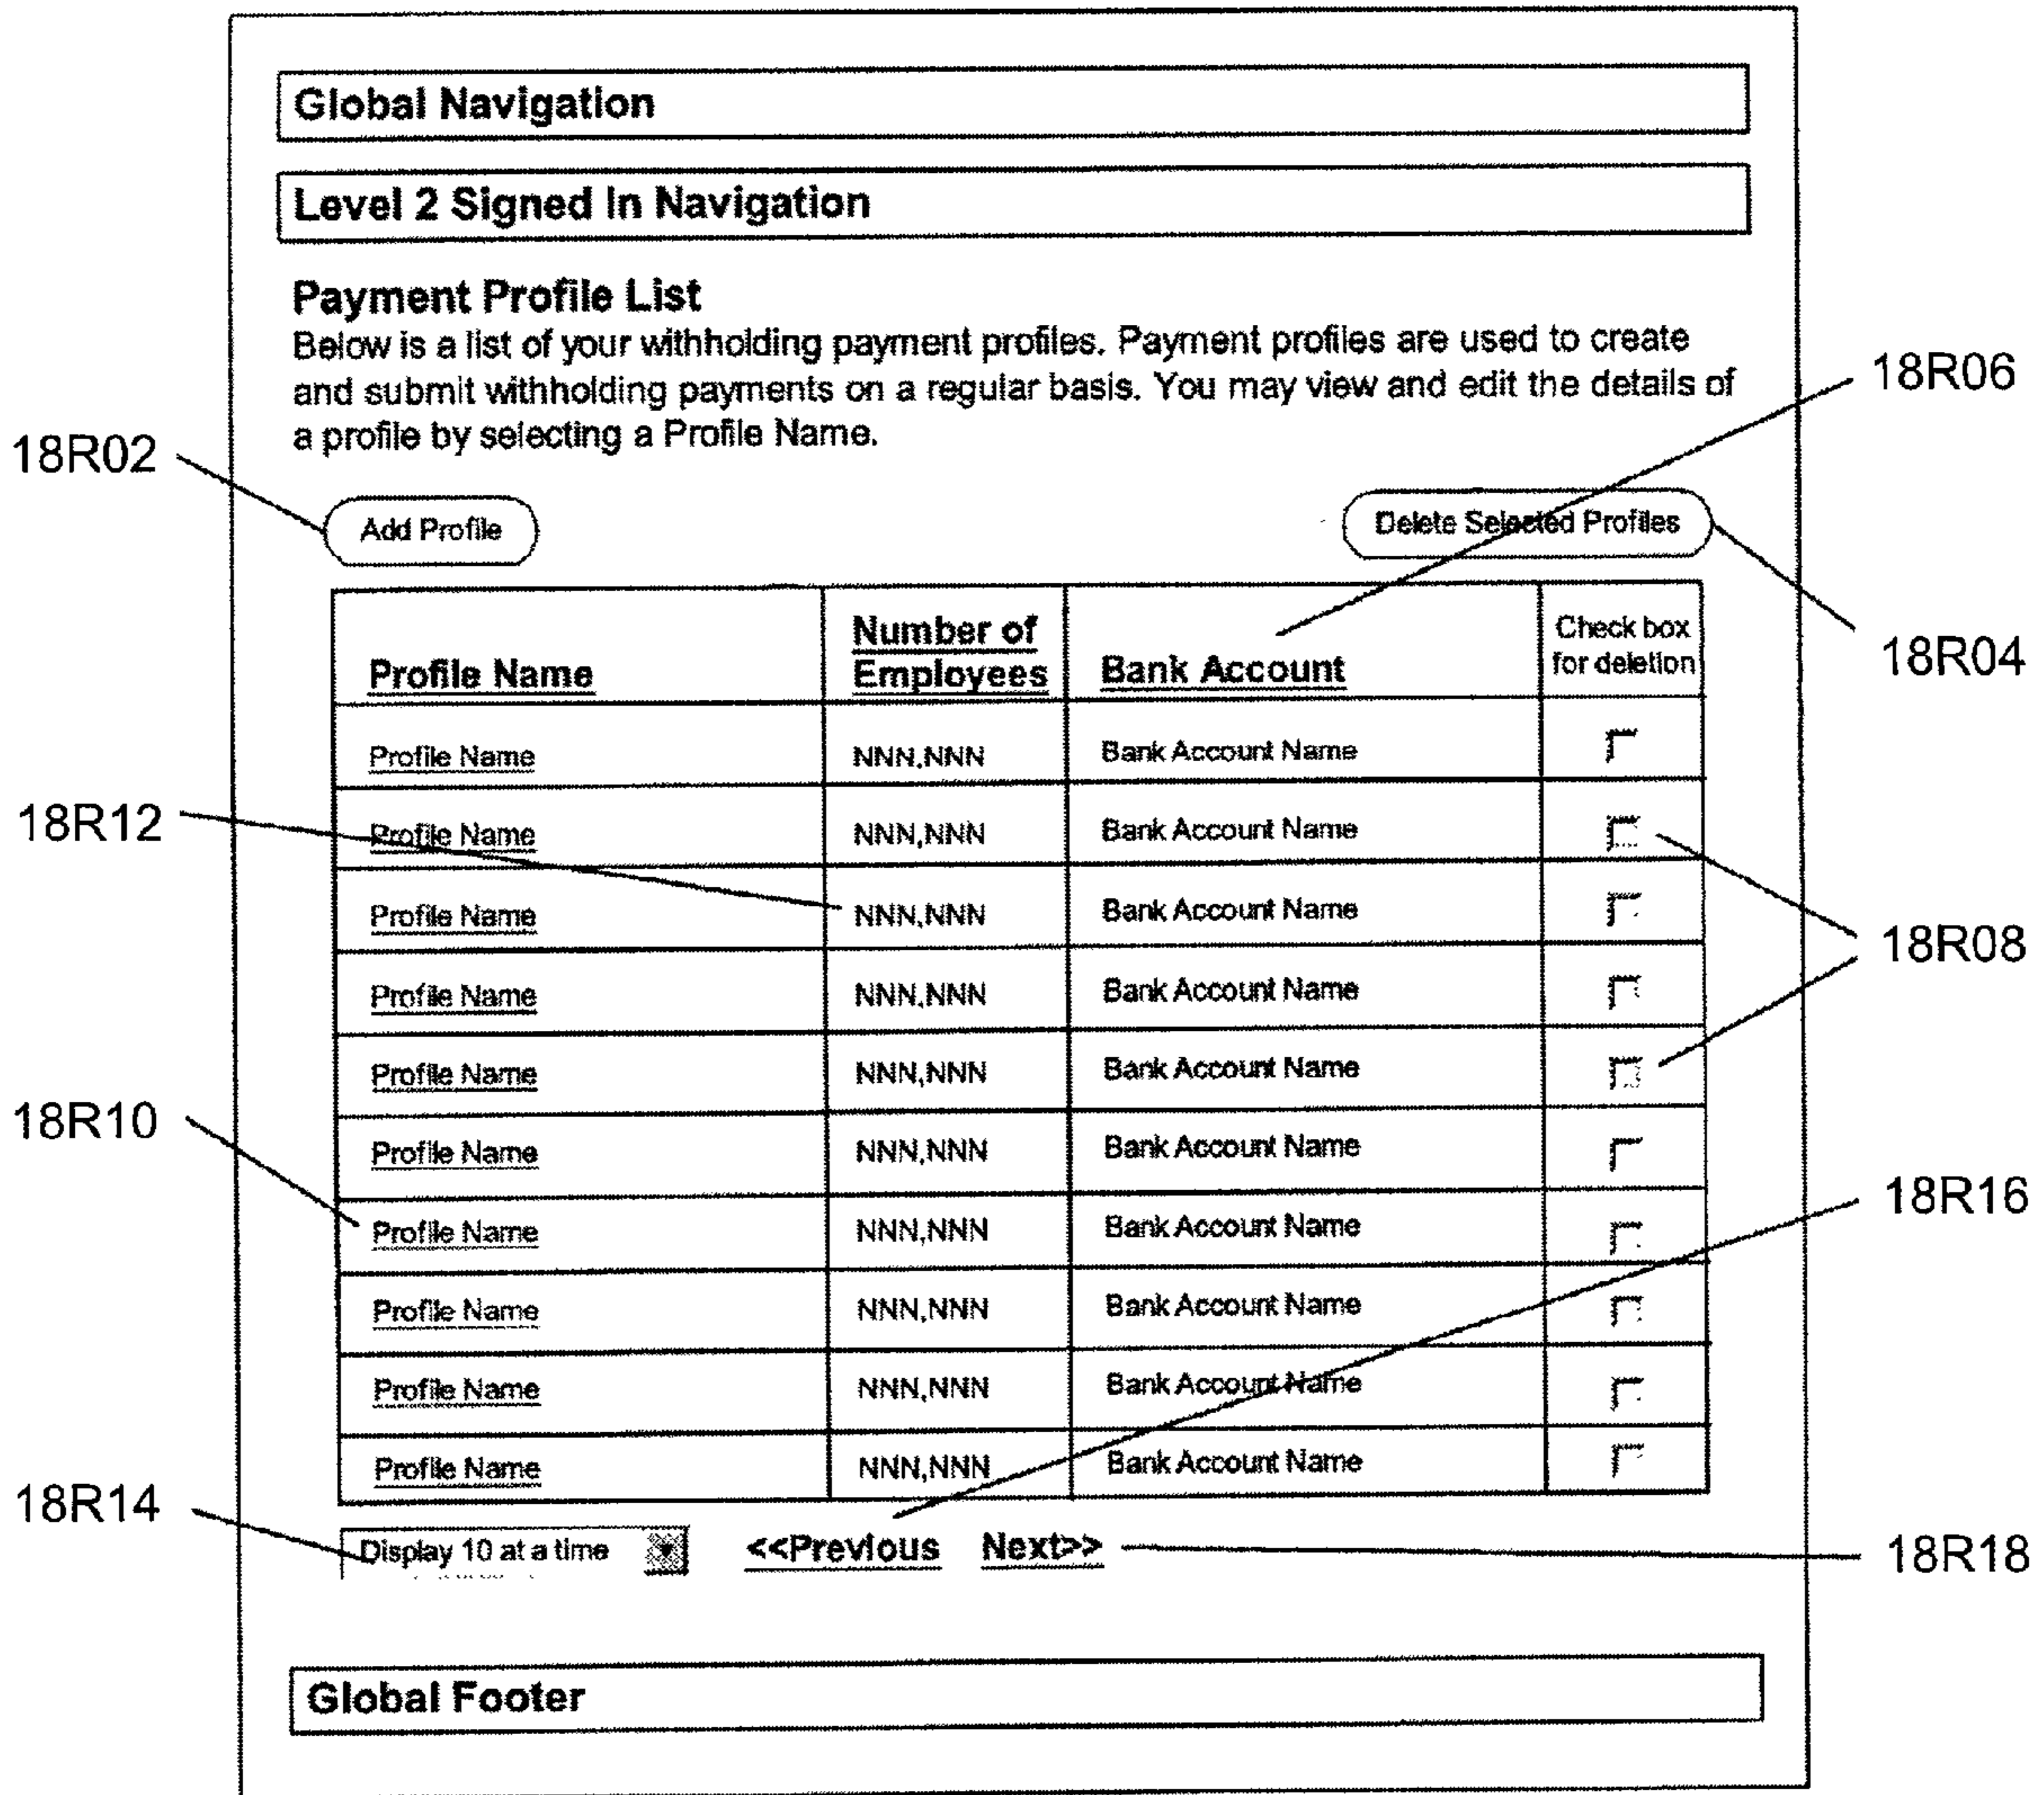 Global Navigation
Level 2 Signed In Navigation
Payment Profile List
Below is a list of your withholding payment profiles. Payment profiles are used to create
and submit withholding payments on a regular basis. You may view and edit the details of
a profile by selecting a Profile Name.
18R06
18R02
Add Profile
Delete Selected Profiles
18R04
Profile Name
Number of
Employees
Bank Account
Check box
for deletion
Profile Name NNN,NNN Bank Account Name
18R12
Profile Name NNN,NNN Bank Account Name
Profile Name NNN,NNN Bank Account Name
18R08
Profile Name NNN,NNN Bank Account Name
Profile Name NNN,NNN Bank Account Name
18R10
Profile Name NNN,NNN Bank Account Name
18R16
Profile Name NNN,NNN Bank Account Name
Profile Name NNN,NNN Bank Account Name
Profile Name NNN,NNN Bank Account Name
Profile Name NNN,NNN Bank Account Name
18R14
Display 10 at a time
<<Previous Next>>
18R18
Global Footer